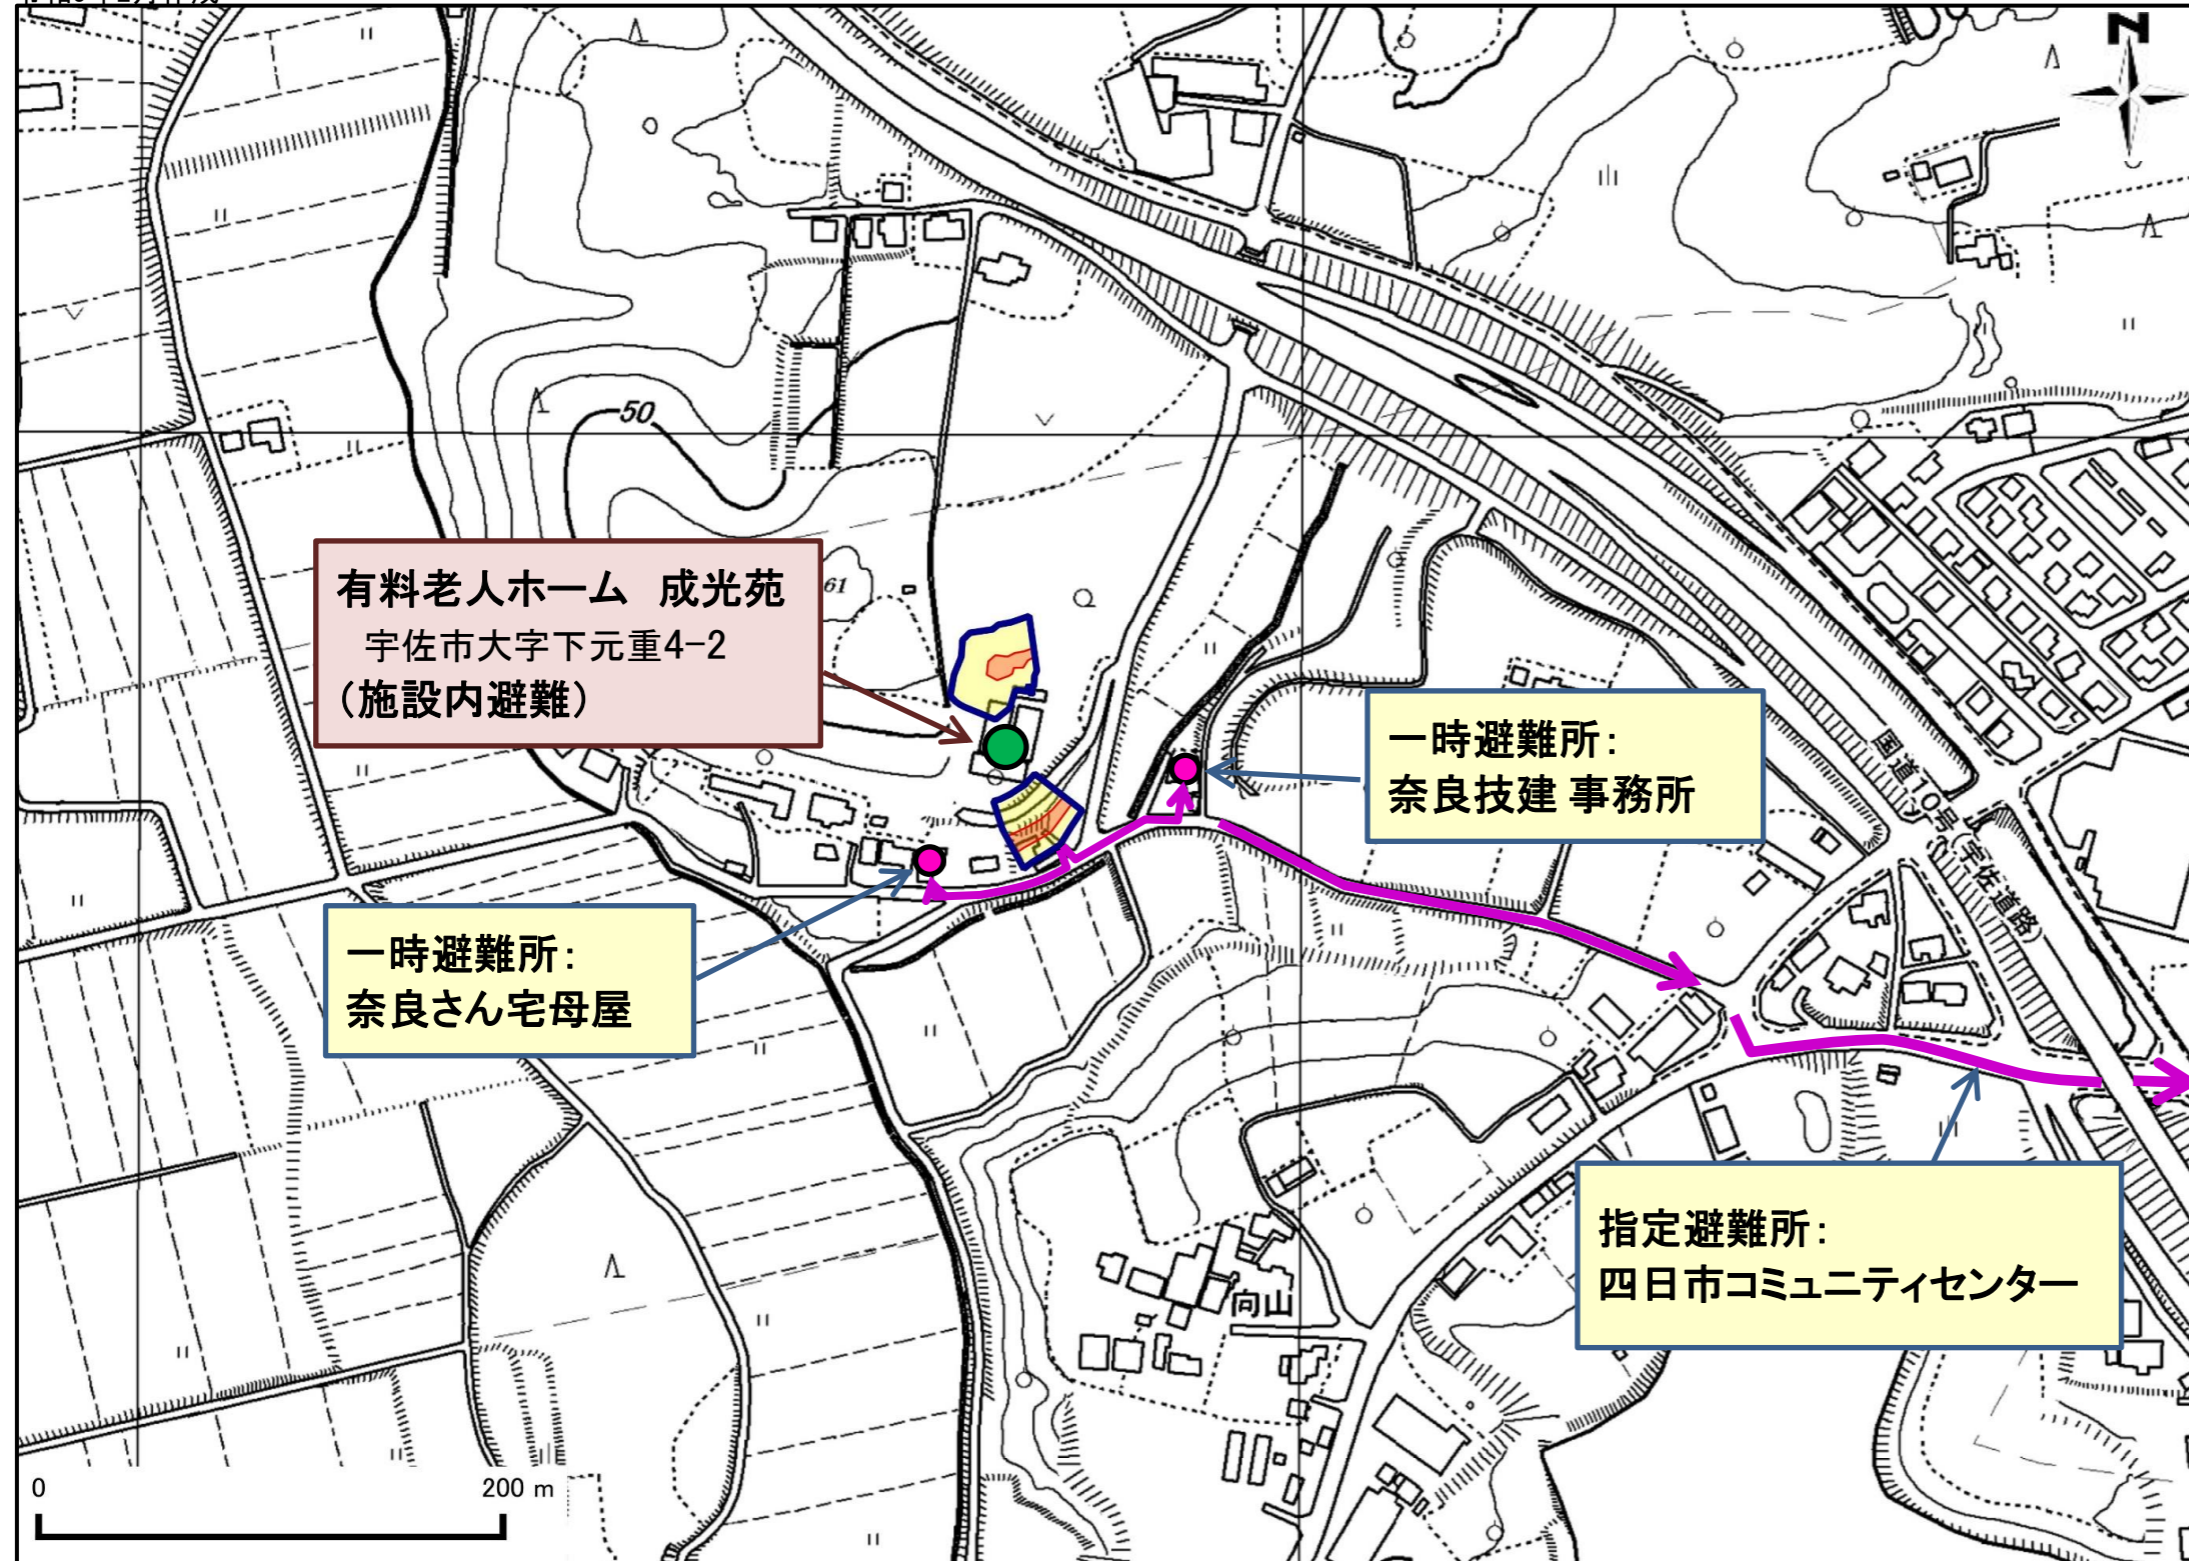 N
50
有料老人ホーム 成光苑
61
宇佐市大字下元重4-2
(施設内避難)
一時避難所:
奈良技建 事務所
国道10号(宇佐道路)
一時避難所:
奈良さん宅母屋
指定避難所:
四日市コミュニティセンター
向山
0
200 m